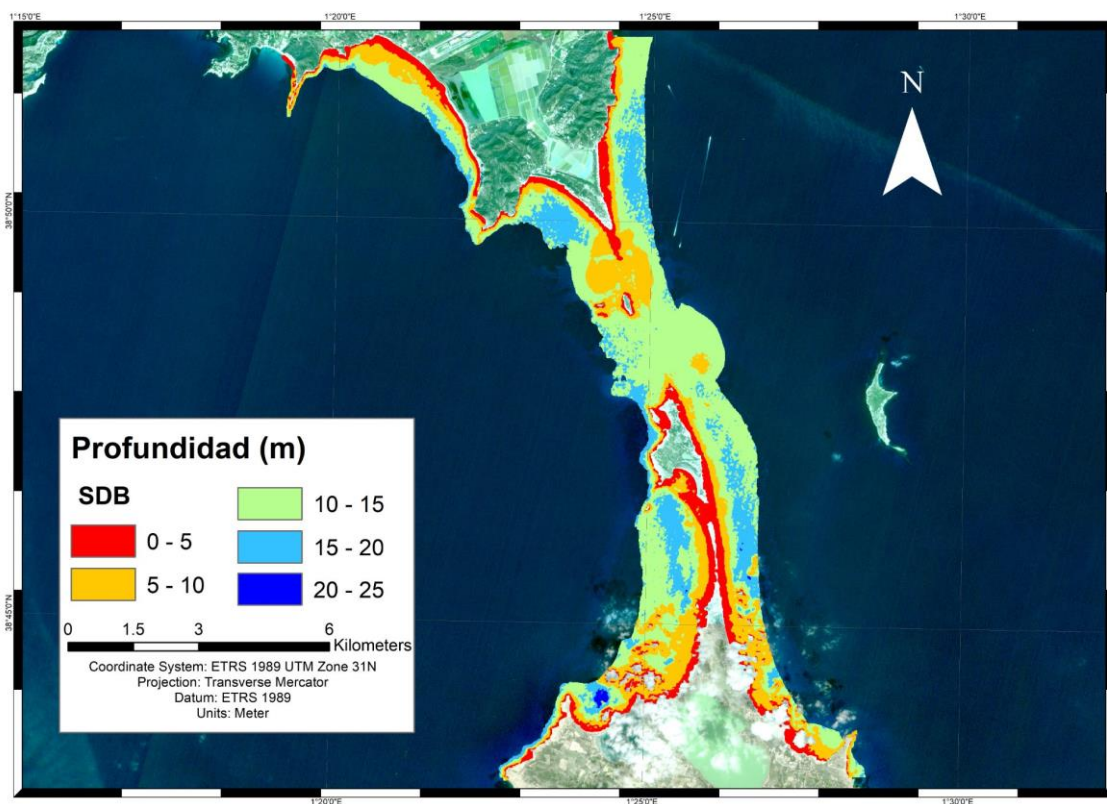 1°15'0"E 1°20'0"E 1°25'0"E 1°30'0"E
N
38°50'0"N
38°45'0"N
Profundidad (m)
SDB
0 - 5
5 - 10
10 - 15
15 - 20
20 - 25
0 1.5 3 6
Kilometers
Coordinate System: ETRS 1989 UTM Zone 31N
Projection: Transverse Mercator
Datum: ETRS 1989
Units: Meter
1°20'0"E 1°25'0"E 1°30'0"E